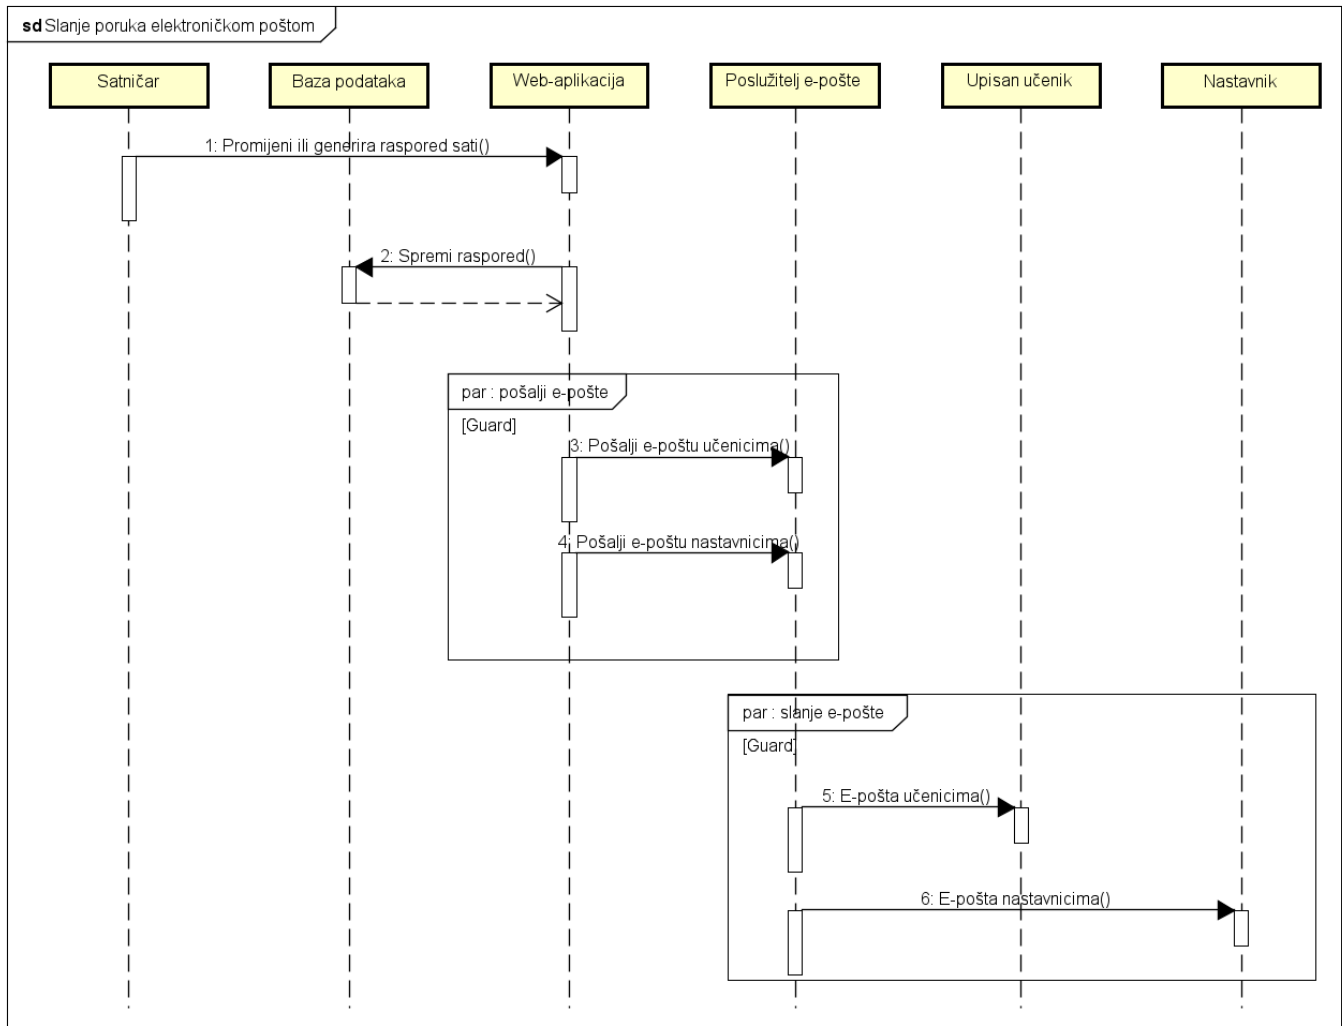 sd Slanje poruka elektroničkom poštom
Satničar
Baza podataka
Web-aplikacija
Poslužitelj e-pošte
Upisan učenik
Nastavnik
1: Promijeni ili generira raspored sati()
2: Spremi raspored()
par : pošalji e-pošte
[Guard]
3: Pošalji e-poštu učenicima()
4: Pošalji e-poštu nastavnicima()
par : slanje e-pošte
[Guard]
5: E-pošta učenicima()
6: E-pošta nastavnicima()